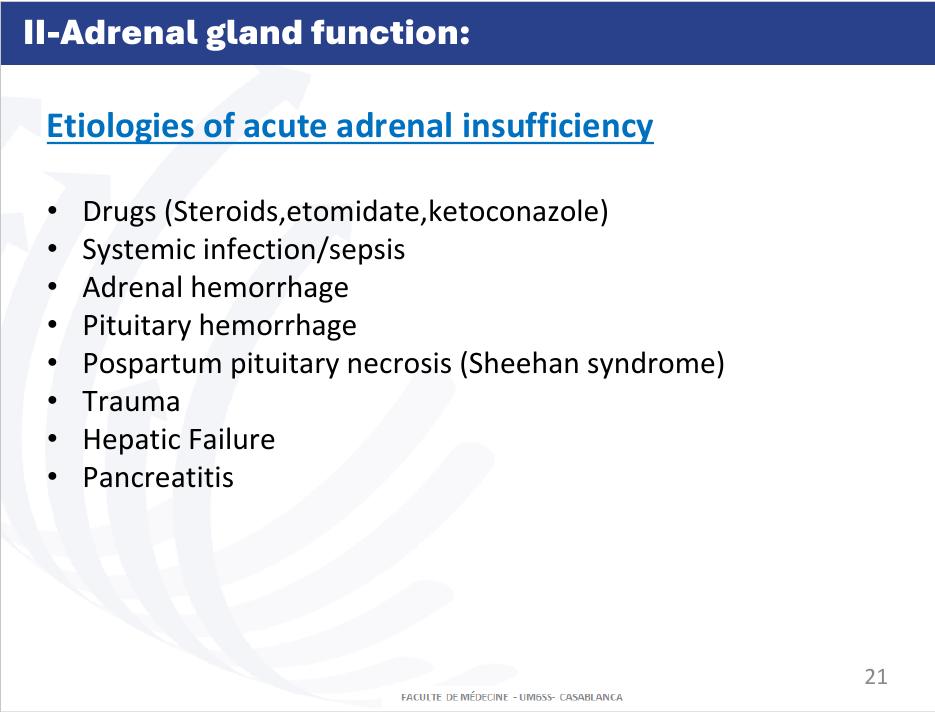 II-Adrenal gland function:
Etiologies of acute adrenal insufficiency
• Drugs (Steroids,etomidate,ketoconazole)
• Systemic infection/sepsis
• Adrenal hemorrhage
• Pituitary hemorrhage
• Pospartum pituitary necrosis (Sheehan syndrome)
• Trauma
• Hepatic Failure
• Pancreatitis
21
FACULTE DE MÉDECINE - UM6SS- CASABLANCA